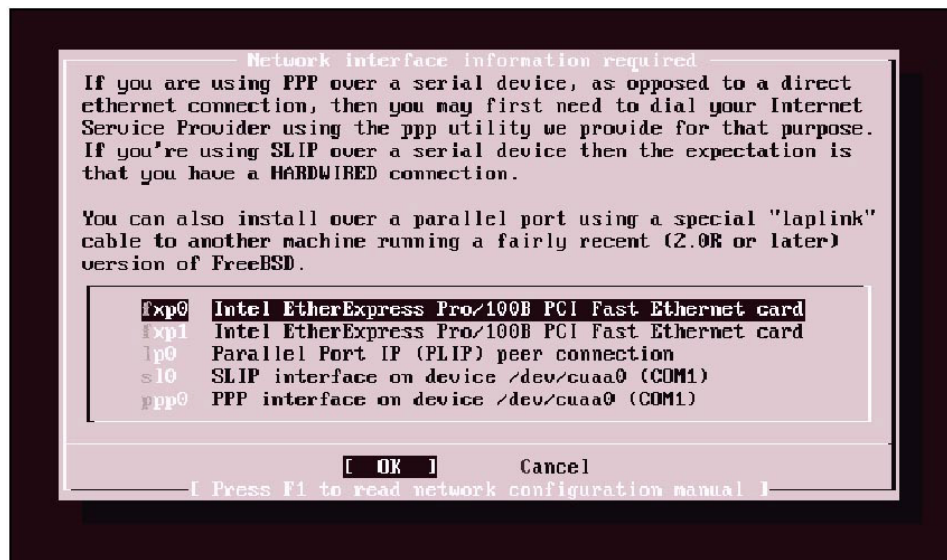 Network interface information required
If you are using PPP over a serial device, as opposed to a direct
ethernet connection, then you may first need to dial your Internet
Service Provider using the ppp utility we provide for that purpose.
If you're using SLIP over a serial device then the expectation is
that you have a HARDWIRED connection.
You can also install over a parallel port using a special "laplink"
cable to another machine running a fairly recent (2.0R or later)
version of FreeBSD.
fxp0 Intel EtherExpress Pro/100B PCI Fast Ethernet card
fxp1 Intel EtherExpress Pro/100B PCI Fast Ethernet card
lp0 Parallel Port IP (PLIP) peer connection
sl0 SLIP interface on device /dev/cuaa0 (COM1)
ppp0 PPP interface on device /dev/cuaa0 (COM1)
[ OK ] Cancel
[ Press F1 to read network configuration manual ]